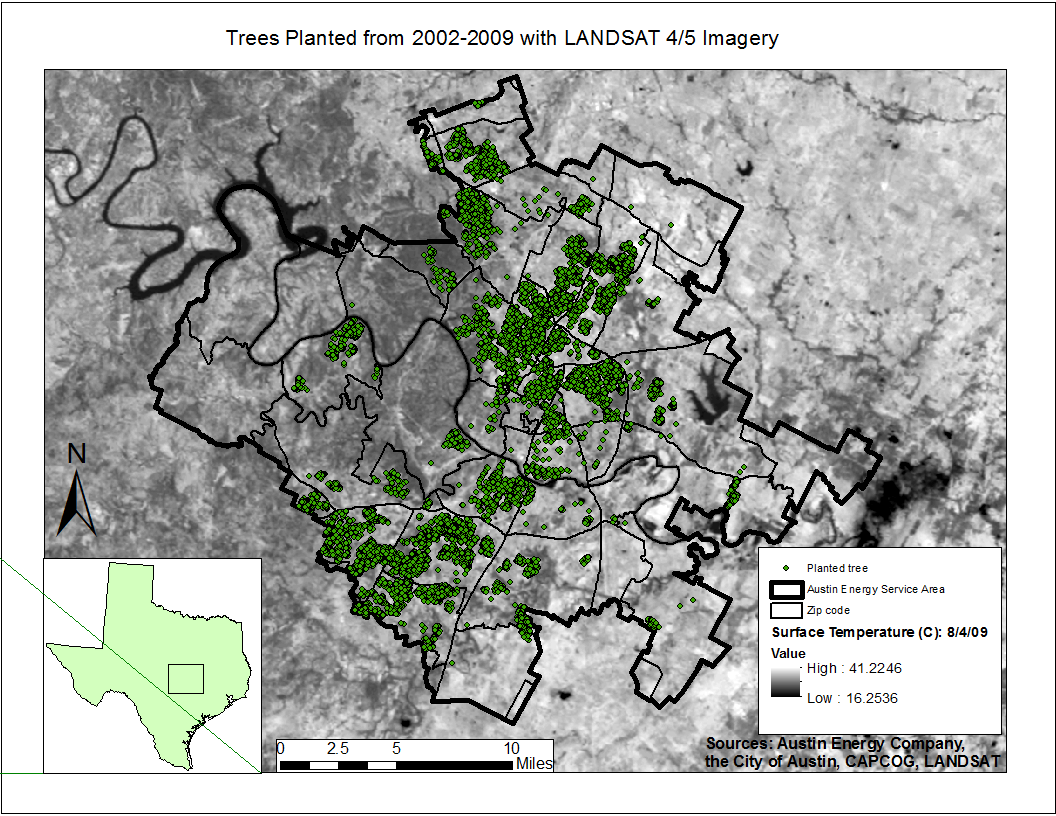 Trees Planted from 2002-2009 with LANDSAT 4/5 Imagery
N
Planted tree
Austin Energy Service Area
Zip code
Surface Temperature (C): 8/4/09
Value
High : 41.2246
Low : 16.2536
0 2.5 5 10
Miles
Sources: Austin Energy Company,
the City of Austin, CAPCOG, LANDSAT